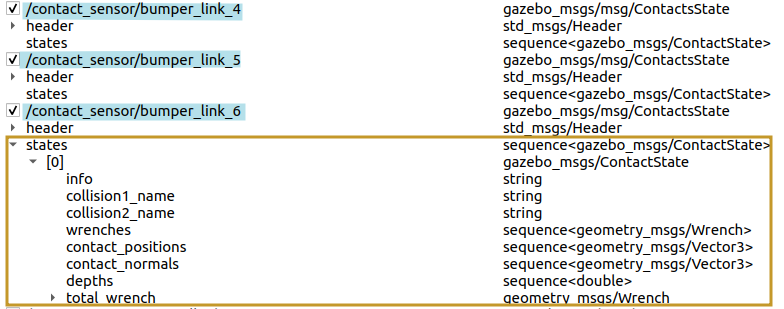 /contact_sensor/bumper_link_4 gazebo_msgs/msg/ContactsState
header std_msgs/Header
states sequence<gazebo_msgs/ContactState>
/contact_sensor/bumper_link_5 gazebo_msgs/msg/ContactsState
header std_msgs/Header
states sequence<gazebo_msgs/ContactState>
/contact_sensor/bumper_link_6 gazebo_msgs/msg/ContactsState
header std_msgs/Header
states sequence<gazebo_msgs/ContactState>
[0] gazebo_msgs/ContactState
info string
collision1_name string
collision2_name string
wrenches sequence<geometry_msgs/Wrench>
contact_positions sequence<geometry_msgs/Vector3>
contact_normals sequence<geometry_msgs/Vector3>
depths sequence<double>
total_wrench geometry_msgs/Wrench